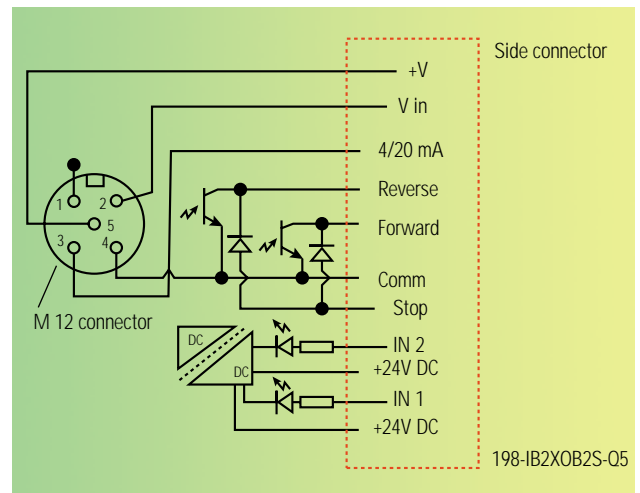 Side connector
+V
V in
4/20 mA
Reverse
Forward
Comm
Stop
1
2
5
3
4
M 12 connector
DC
DC
IN 2
+24V DC
IN 1
+24V DC
198-IB2XOB2S-Q5